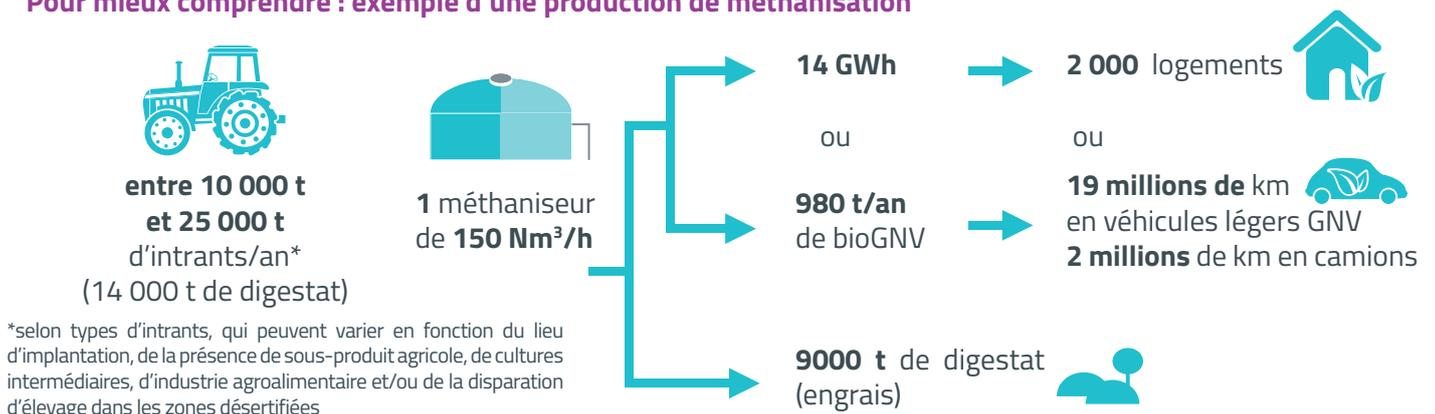 Pour mieux comprendre : exemple d'une production de méthanisation
entre 10 000 t
et 25 000 t
d'intrants/an*
(14 000 t de digestat)
*selon types d'intrants, qui peuvent varier en fonction du lieu
d'implantation, de la présence de sous-produit agricole, de cultures
intermédiaires, d'industrie agroalimentaire et/ou de la disparation
d'élevage dans les zones désertifiées
1 méthaniseur
de 150 Nm³/h
14 GWh
ou
980 t/an
de bioGNV
2 000 logements
ou
19 millions de km
en véhicules légers GNV
2 millions de km en camions
9000 t de digestat
(engrais)